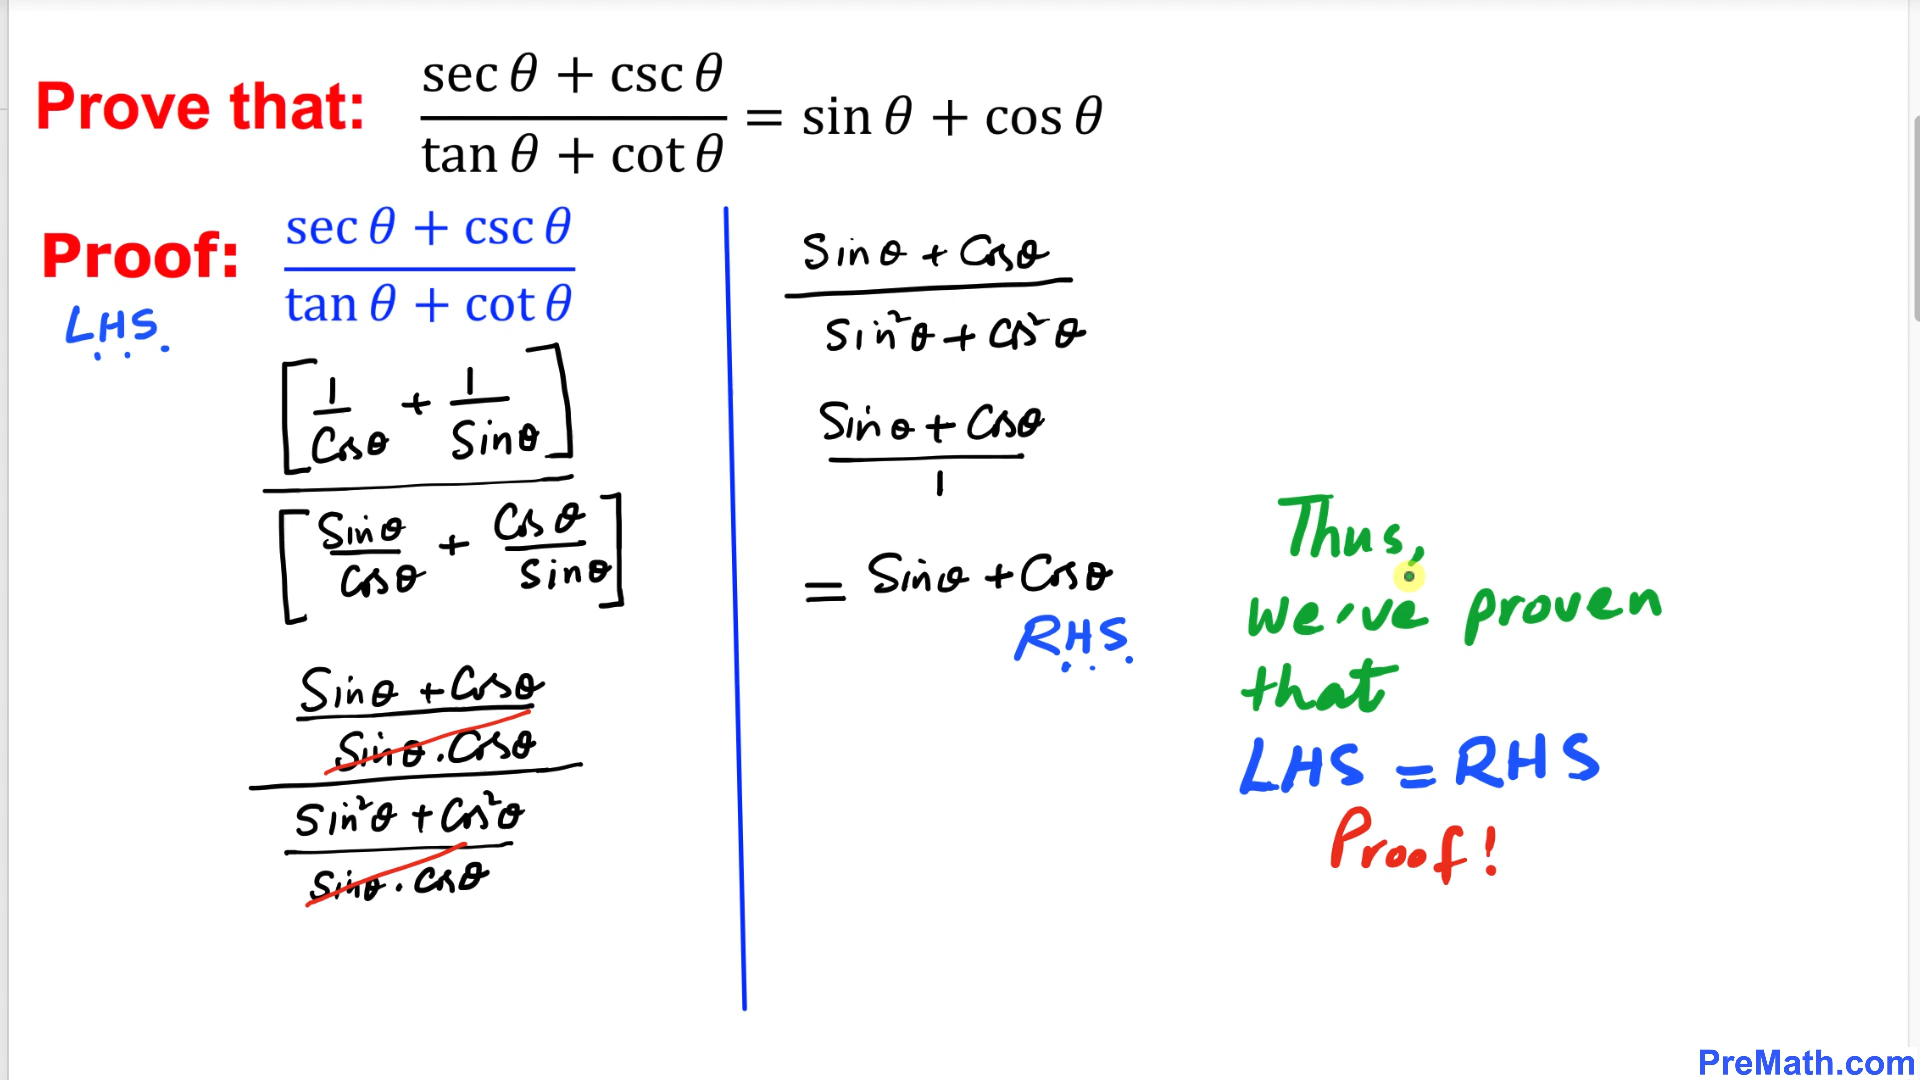 Prove that: sec θ + csc θ / tan θ + cot θ = sin θ + cos θ
Proof: sec θ + csc θ / tan θ + cot θ
LHS
[1/Cosθ + 1/Sinθ]
[Sinθ/Cosθ + Cosθ/Sinθ]
Sinθ + Cosθ
Sinθ . Cosθ
Sin²θ + Cos²θ
Sinθ . Cosθ
Sinθ + Cosθ
Sin²θ + Cos²θ
Sinθ + Cosθ
1
= Sinθ + Cosθ
RHS
Thus,
we've proven
that
LHS = RHS
Proof!
PreMath.com